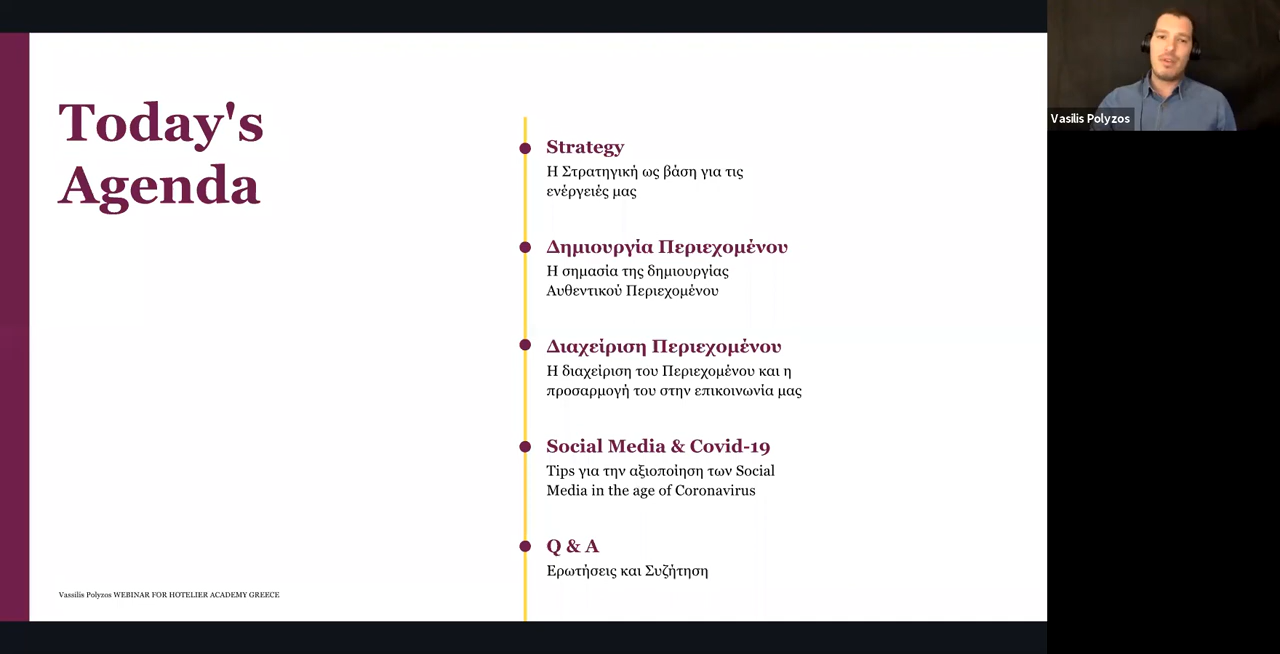 Today's
Agenda
Strategy
Η Στρατηγική ως βάση για τις
ενέργειές μας
Δημιουργία Περιεχομένου
Η σημασία της δημιουργίας
Αυθεντικού Περιεχομένου
Διαχείριση Περιεχομένου
Η διαχείριση του Περιεχομένου και η
προσαρμογή του στην επικοινωνία μας
Social Media & Covid-19
Tips για την αξιοποίηση των Social
Media in the age of Coronavirus
Q & A
Ερωτήσεις και Συζήτηση
Vassilis Polyzos WEBINAR FOR HOTELIER ACADEMY GREECE
Vasilis Polyzos